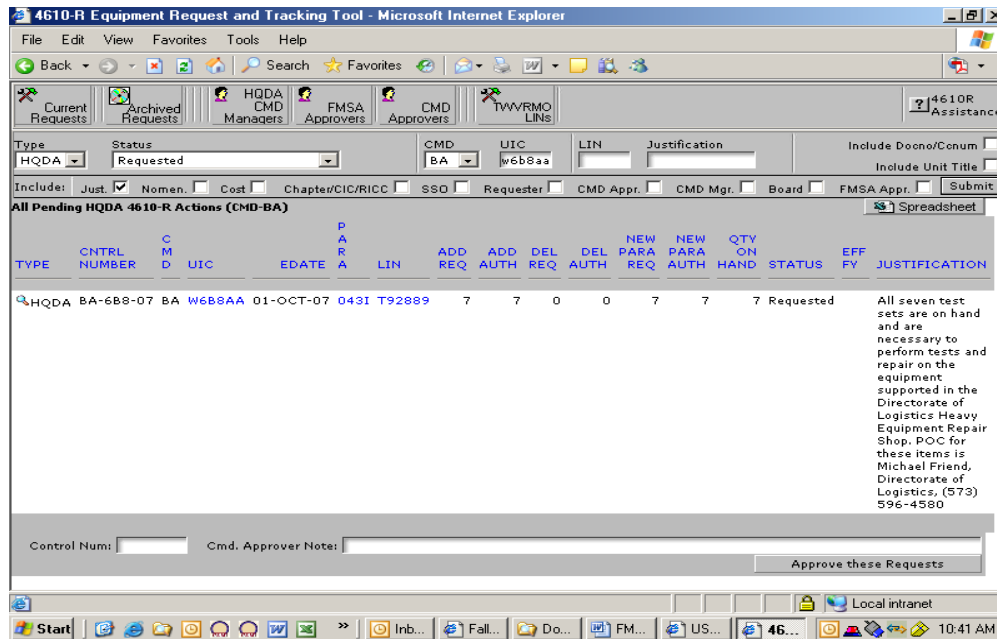 4610-R Equipment Request and Tracking Tool - Microsoft Internet Explorer
File Edit View Favorites Tools Help
Back Search Favorites
Current Requests
Archived Requests
HQDA CMD Managers
FMSA Approvers
CMD Approvers
TWVRMO LINs
? 4610R Assistance
Type Status CMD UIC LIN Justification Include Docno/Ccnum
HQDA Requested BA w6b8aa Include Unit Title
Include: Just. Nomen. Cost Chapter/CIC/RICC SSO Requester CMD Appr. CMD Mgr. Board FMSA Appr. Submit
All Pending HQDA 4610-R Actions (CMD-BA) Spreadsheet
TYPE CNTRL NUMBER CMD UIC EDATE PARA LIN ADD REQ ADD AUTH DEL REQ DEL AUTH NEW PARA REQ NEW PARA AUTH QTY ON HAND STATUS EFF FY JUSTIFICATION
HQDA BA-6B8-07 BA W6B8AA 01-OCT-07 043I T92889 7 7 0 0 7 7 7 Requested All seven test
sets are on hand
and are
necessary to
perform tests and
repair on the
equipment
supported in the
Directorate of
Logistics Heavy
Equipment Repair
Shop. POC for
these items is
Michael Friend,
Directorate of
Logistics, (573)
596-4580
Control Num: Cmd. Approver Note:
Approve these Requests
Local intranet
Start » Inb... Fall... Do... FM... US... 46... 10:41 AM